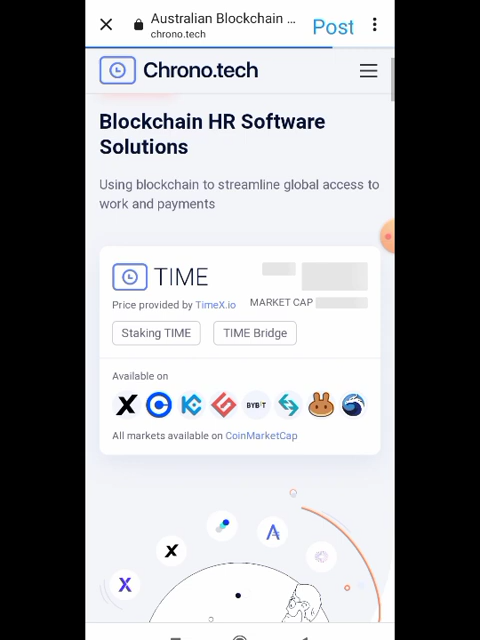 Australian Blockchain ...
Post
chrono.tech
Chrono.tech
Blockchain HR Software
Solutions
Using blockchain to streamline global access to
work and payments
TIME
Price provided by TimeX.io
MARKET CAP
Staking TIME
TIME Bridge
Available on
BYBIT
All markets available on CoinMarketCap